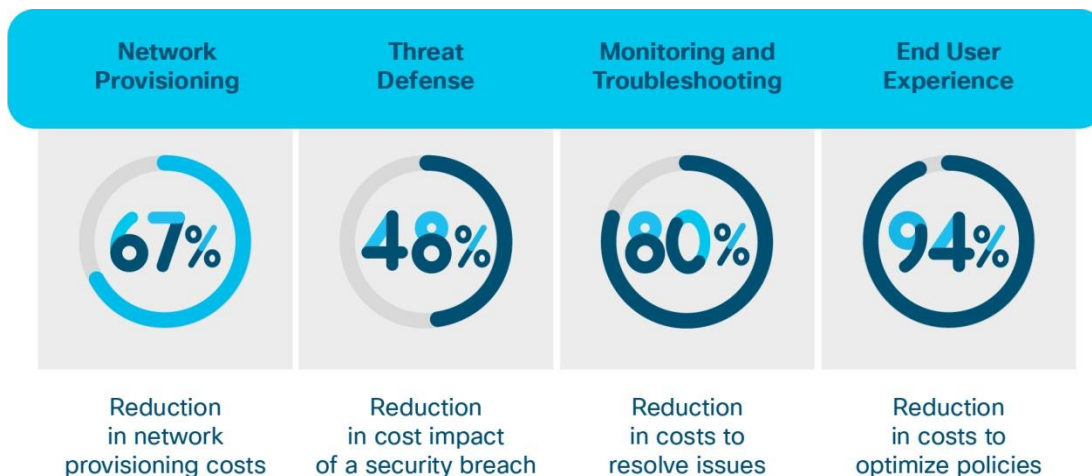 Network
Provisioning
Threat
Defense
Monitoring and
Troubleshooting
End User
Experience
67%
48%
80%
94%
Reduction
in network
provisioning costs
Reduction
in cost impact
of a security breach
Reduction
in costs to
resolve issues
Reduction
in costs to
optimize policies